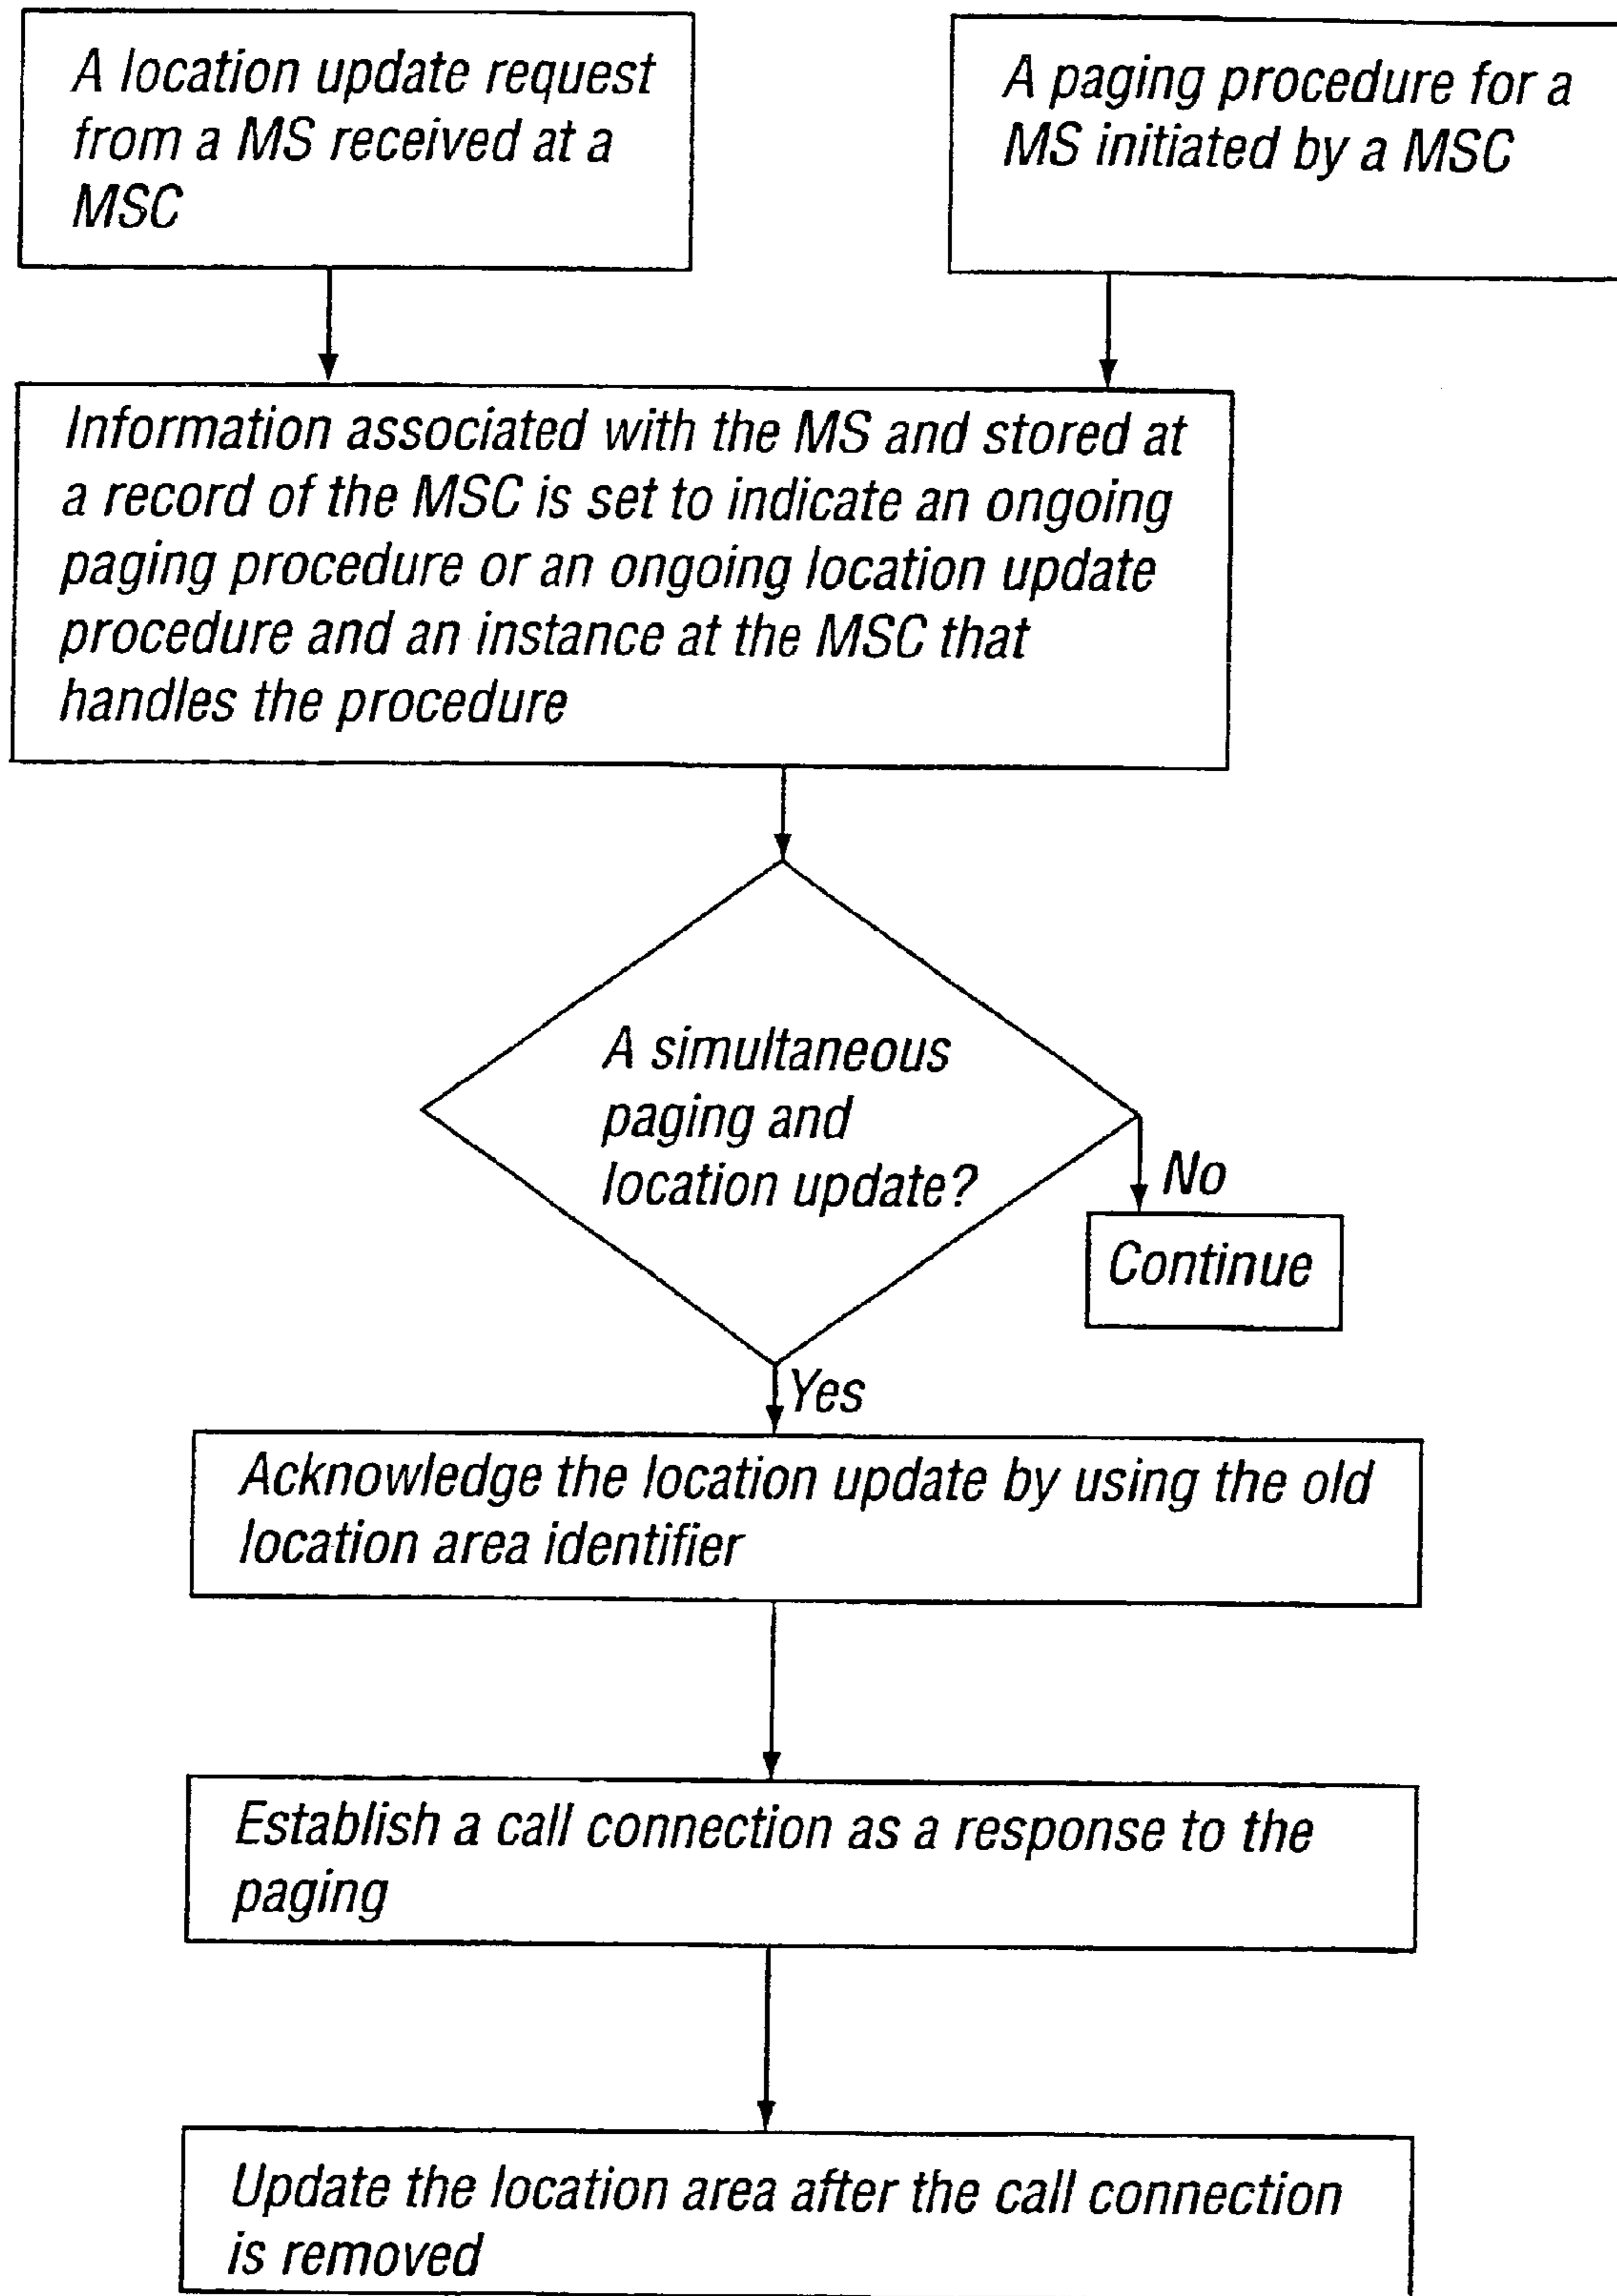 A location update request
from a MS received at a
MSC
A paging procedure for a
MS initiated by a MSC
Information associated with the MS and stored at
a record of the MSC is set to indicate an ongoing
paging procedure or an ongoing location update
procedure and an instance at the MSC that
handles the procedure
A simultaneous
paging and
location update?
No
Continue
Yes
Acknowledge the location update by using the old
location area identifier
Establish a call connection as a response to the
paging
Update the location area after the call connection
is removed